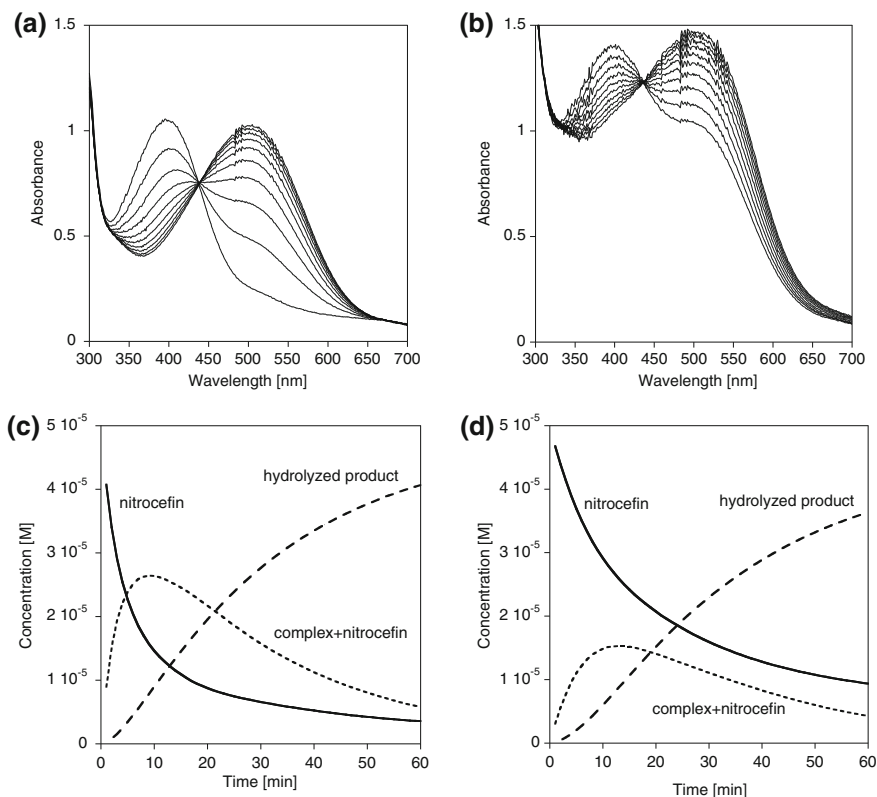 (a)
1.5
1
0.5
0
Absorbance
300 350 400 450 500 550 600 650 700
Wavelength [nm]
(b)
1.5
1
0.5
0
Absorbance
300 350 400 450 500 550 600 650 700
Wavelength [nm]
(c)
5 10-5
4 10-5
3 10-5
2 10-5
1 10-5
0
Concentration [M]
nitrocefin
hydrolyzed product
complex+nitrocefin
0 10 20 30 40 50 60
Time [min]
(d)
5 10-5
4 10-5
3 10-5
2 10-5
1 10-5
0
Concentration [M]
nitrocefin
hydrolyzed product
complex+nitrocefin
0 10 20 30 40 50 60
Time [min]